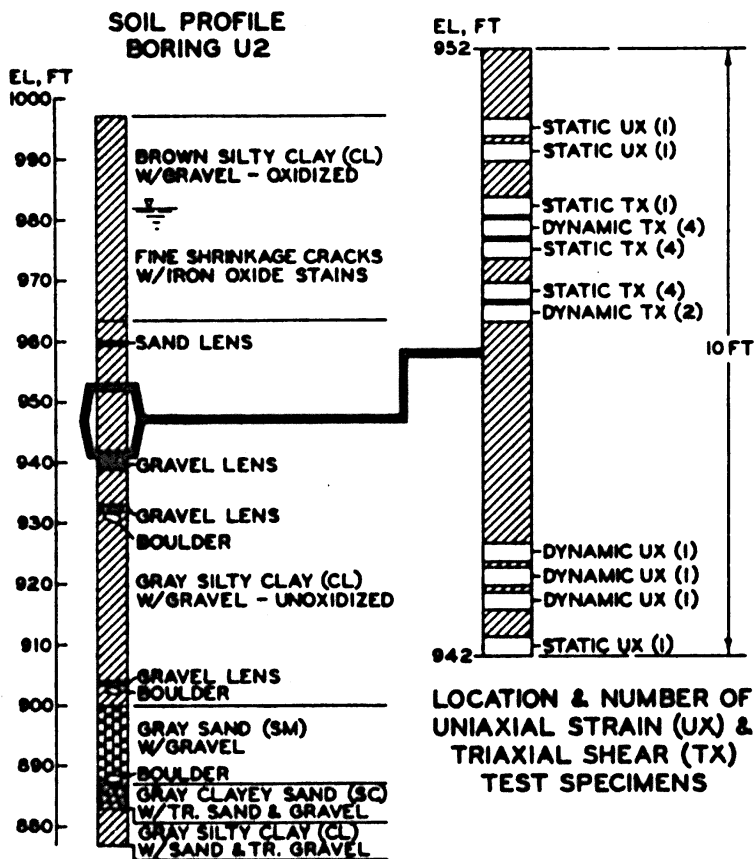 SOIL PROFILE
BORING U2
EL, FT
1000
990
980
970
960
950
940
930
920
910
900
890
880
BROWN SILTY CLAY (CL)
W/GRAVEL - OXIDIZED
FINE SHRINKAGE CRACKS
W/IRON OXIDE STAINS
SAND LENS
GRAVEL LENS
GRAVEL LENS
BOULDER
GRAY SILTY CLAY (CL)
W/GRAVEL - UNOXIDIZED
GRAVEL LENS
BOULDER
GRAY SAND (SM)
W/GRAVEL
BOULDER
GRAY CLAYEY SAND (SC)
W/TR. SAND & GRAVEL
GRAY SILTY CLAY (CL)
W/SAND & TR. GRAVEL
EL, FT
952
STATIC UX (1)
STATIC UX (1)
STATIC TX (1)
DYNAMIC TX (4)
STATIC TX (4)
STATIC TX (4)
DYNAMIC TX (2)
10 FT
DYNAMIC UX (1)
DYNAMIC UX (1)
DYNAMIC UX (1)
STATIC UX (1)
942
LOCATION & NUMBER OF
UNIAXIAL STRAIN (UX) &
TRIAXIAL SHEAR (TX)
TEST SPECIMENS